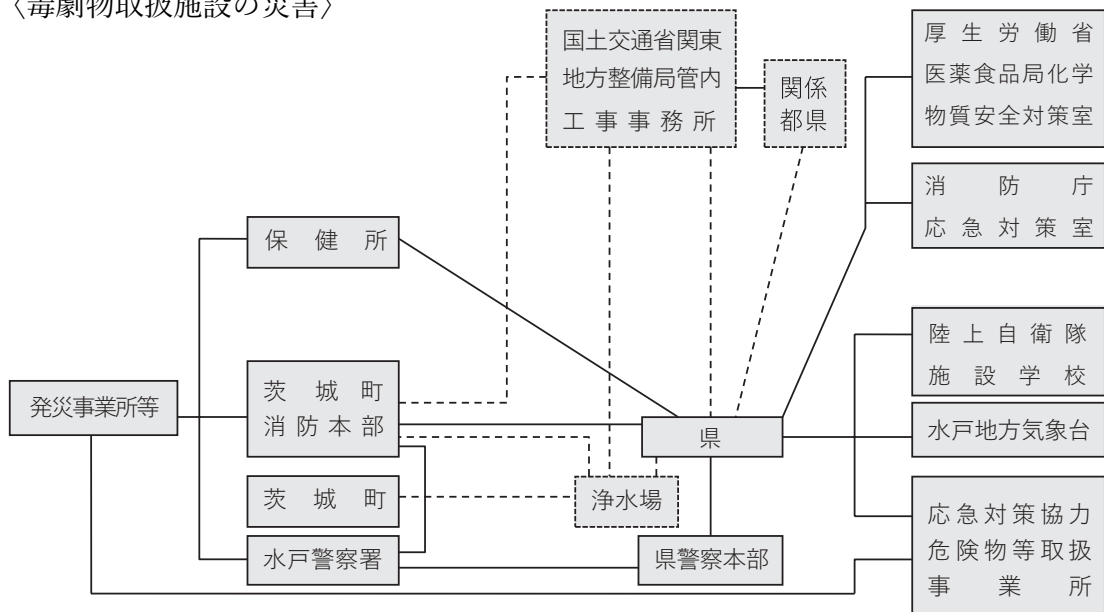 〈毒劇物取扱施設の災害〉
国土交通省関東
地方整備局管内
工事事務所
関係
都県
厚生労働省
医薬食品局化学
物質安全対策室
消防庁
応急対策室
保健所
茨城町
消防本部
発災事業所等
県
陸上自衛隊
施設学校
水戸地方気象台
茨城町
浄水場
水戸警察署
県警察本部
応急対策協力
危険物等取扱
事業所